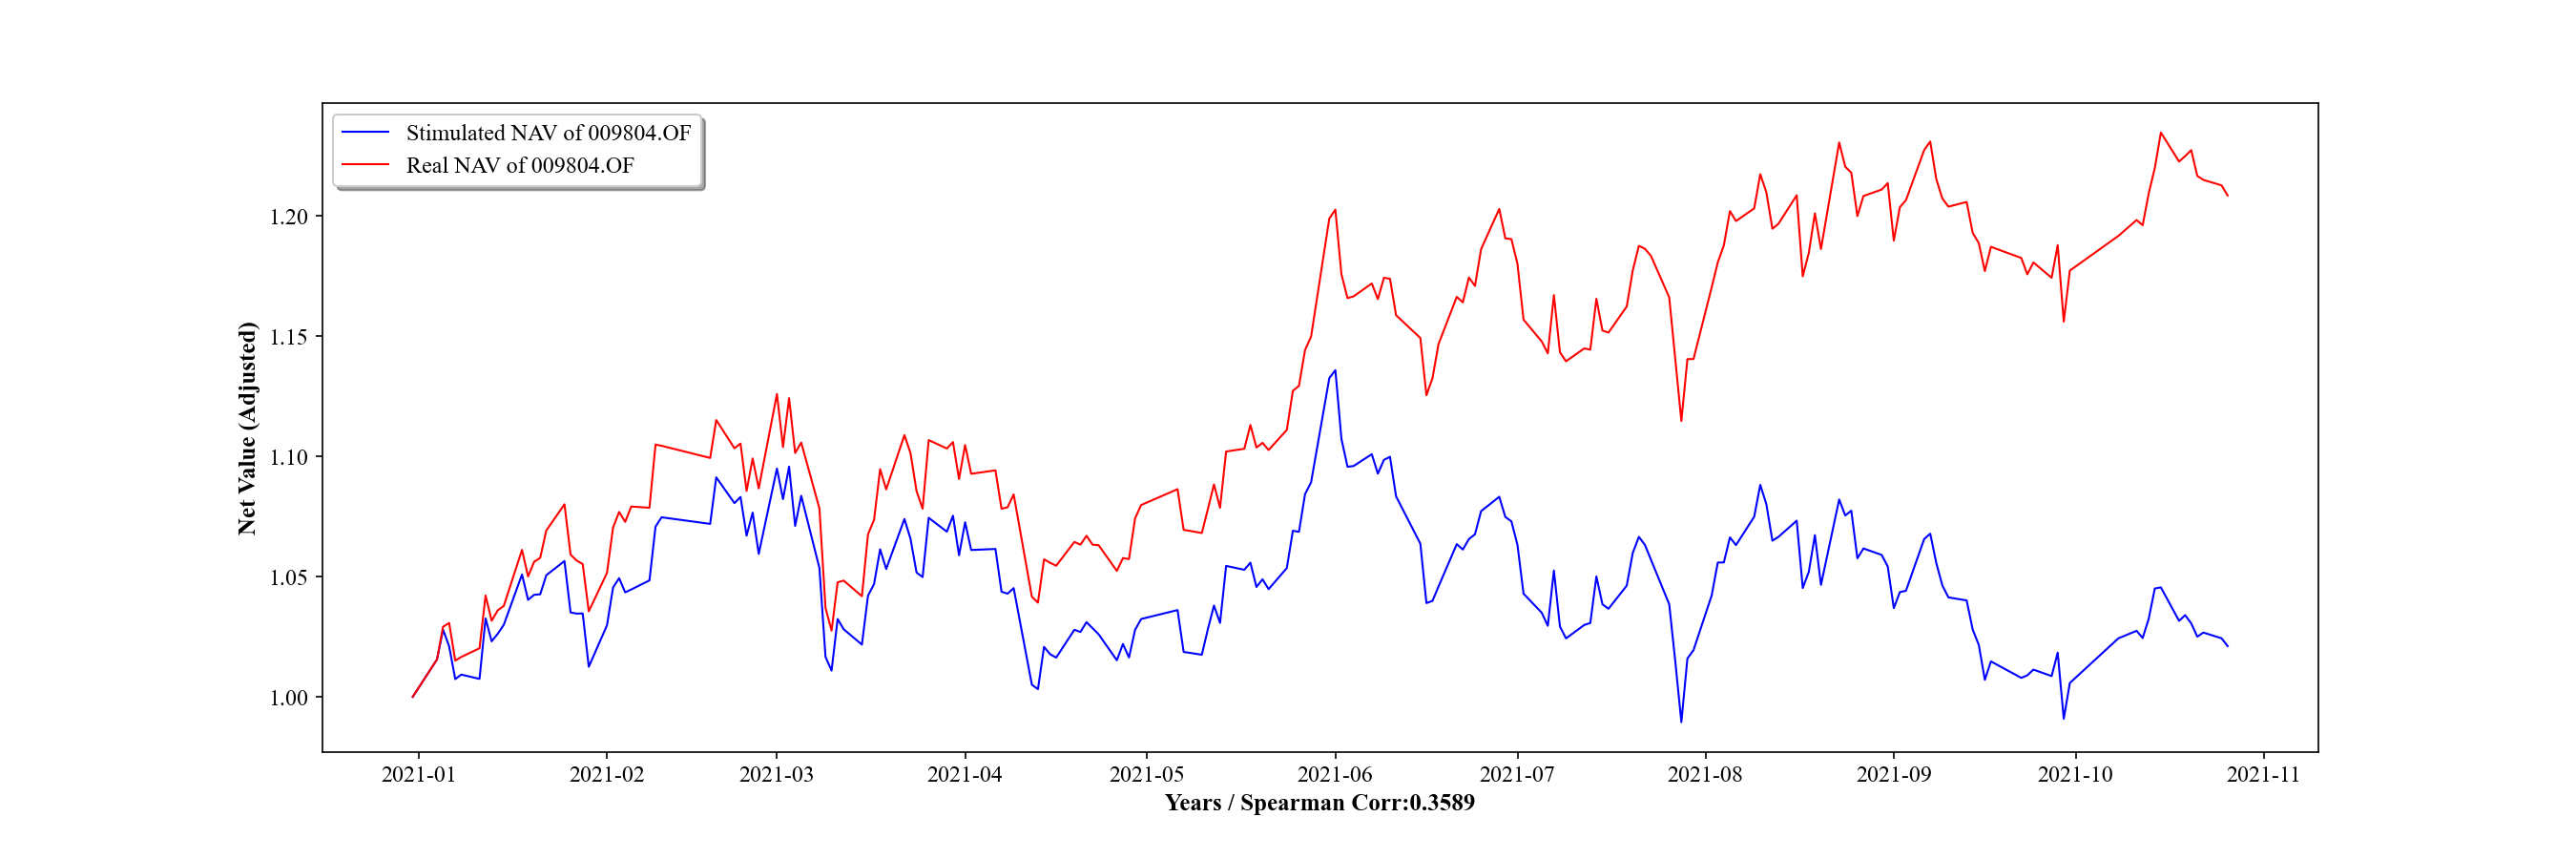 Stimulated NAV of 009804.OF
Real NAV of 009804.OF
Net Value (Adjusted)
1.20
1.15
1.10
1.05
1.00
2021-01 2021-02 2021-03 2021-04 2021-05 2021-06 2021-07 2021-08 2021-09 2021-10 2021-11
Years / Spearman Corr:0.3589